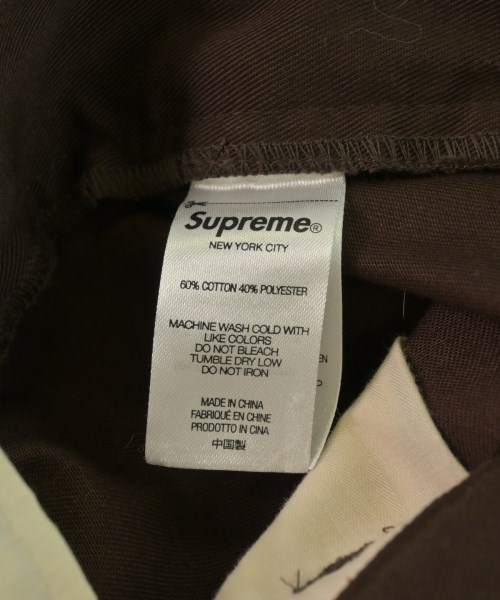 Supreme®
NEW YORK CITY
60% COTTON 40% POLYESTER
MACHINE WASH COLD WITH
LIKE COLORS
DO NOT BLEACH
TUMBLE DRY LOW
DO NOT IRON
MADE IN CHINA
FABRIQUÉ EN CHINE
PRODOTTO IN CINA
中国製
EN
P